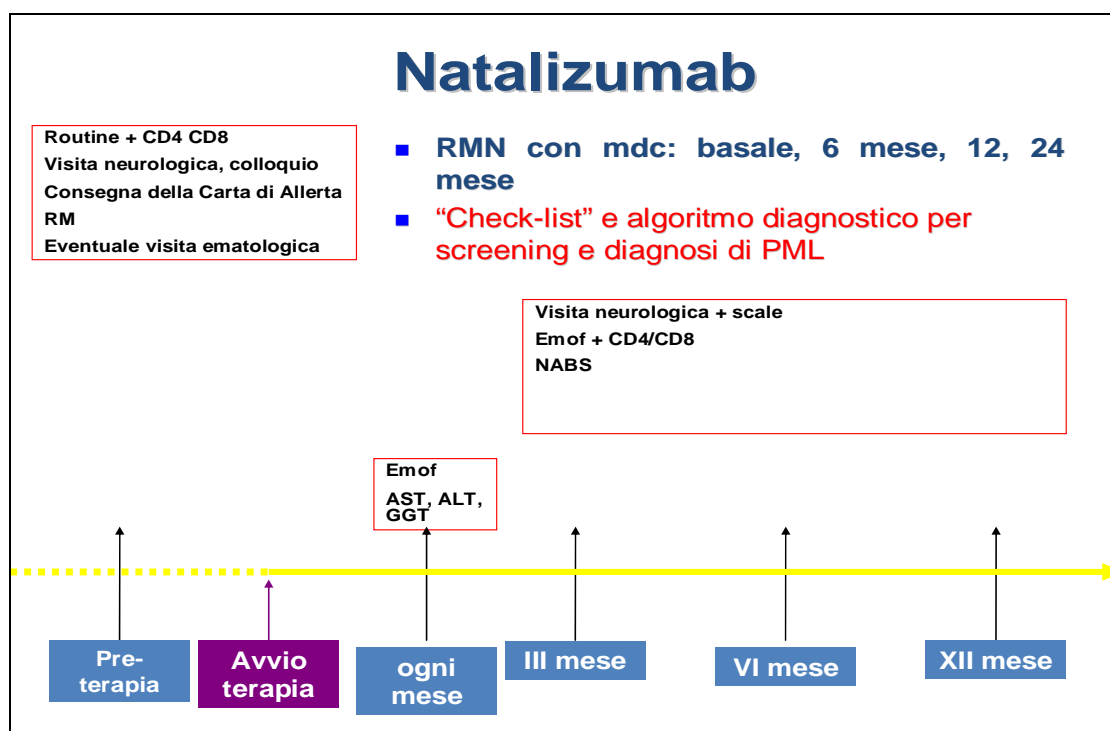 Natalizumab
Routine + CD4 CD8
Visita neurologica, colloquio
Consegna della Carta di Allerta
RM
Eventuale visita ematologica
RMN con mdc: basale, 6 mese, 12, 24
mese
“Check-list” e algoritmo diagnostico per
screening e diagnosi di PML
Visita neurologica + scale
Emof + CD4/CD8
NABS
Emof
AST, ALT,
GGT
Pre-
terapia
Avvio
terapia
ogni
mese
III mese
VI mese
XII mese